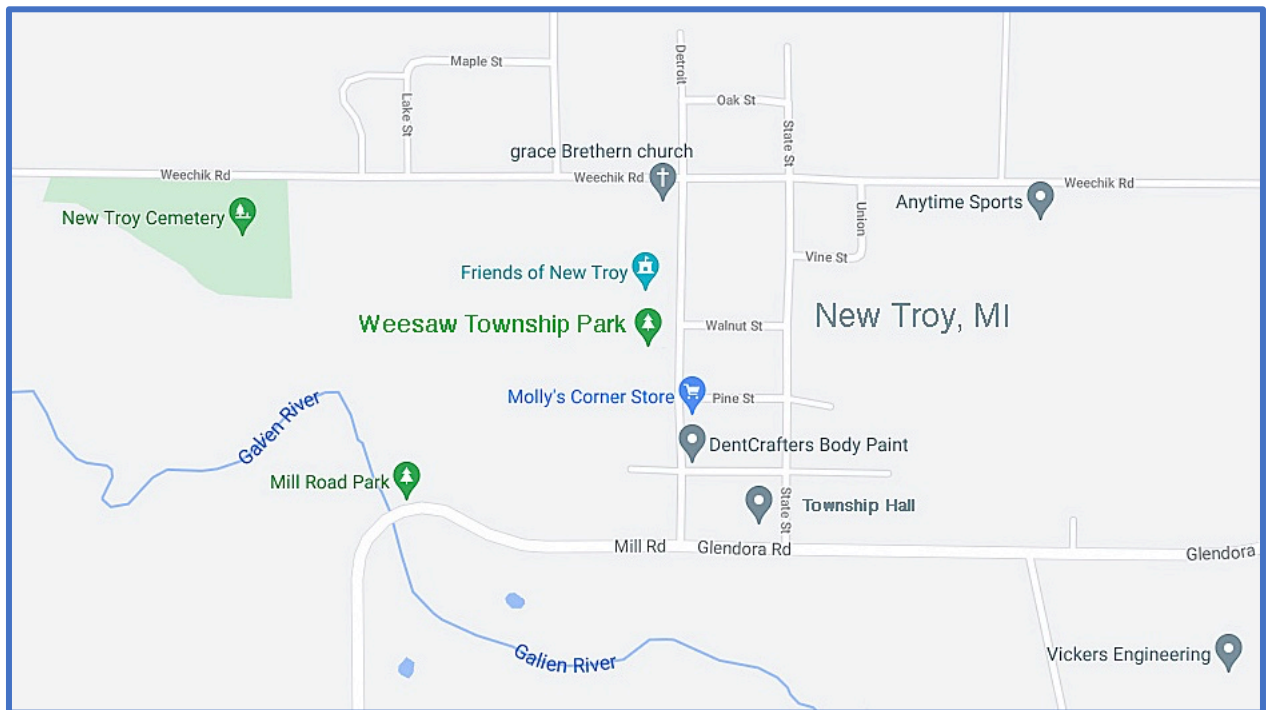 Maple St
Detroit
Oak St
Lake St
State St
grace Brethern church
Weechik Rd
Weechik Rd
Weechik Rd
New Troy Cemetery
Anytime Sports
Union
Vine St
Friends of New Troy
Weesaw Township Park
Walnut St
New Troy, MI
Molly's Corner Store
Pine St
Galien River
DentCrafters Body Paint
Mill Road Park
State St
Township Hall
Mill Rd
Glendora Rd
Glendora
Galien River
Vickers Engineering